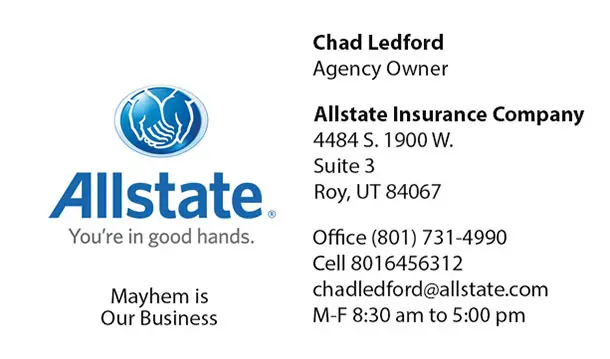 Allstate®
You're in good hands.
Mayhem is
Our Business
Chad Ledford
Agency Owner
Allstate Insurance Company
4484 S. 1900 W.
Suite 3
Roy, UT 84067
Office (801) 731-4990
Cell 8016456312
chadledford@allstate.com
M-F 8:30 am to 5:00 pm